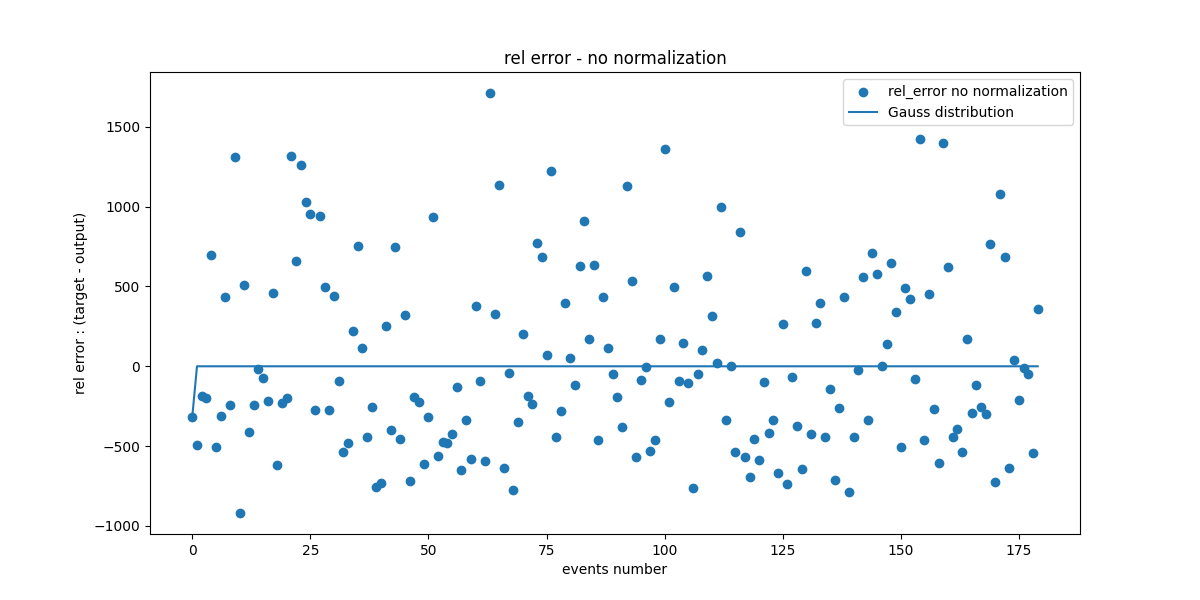 rel error - no normalization
rel_error no normalization
Gauss distribution
rel error : (target - output)
1500
1000
500
0
−500
−1000
0 25 50 75 100 125 150 175
events number